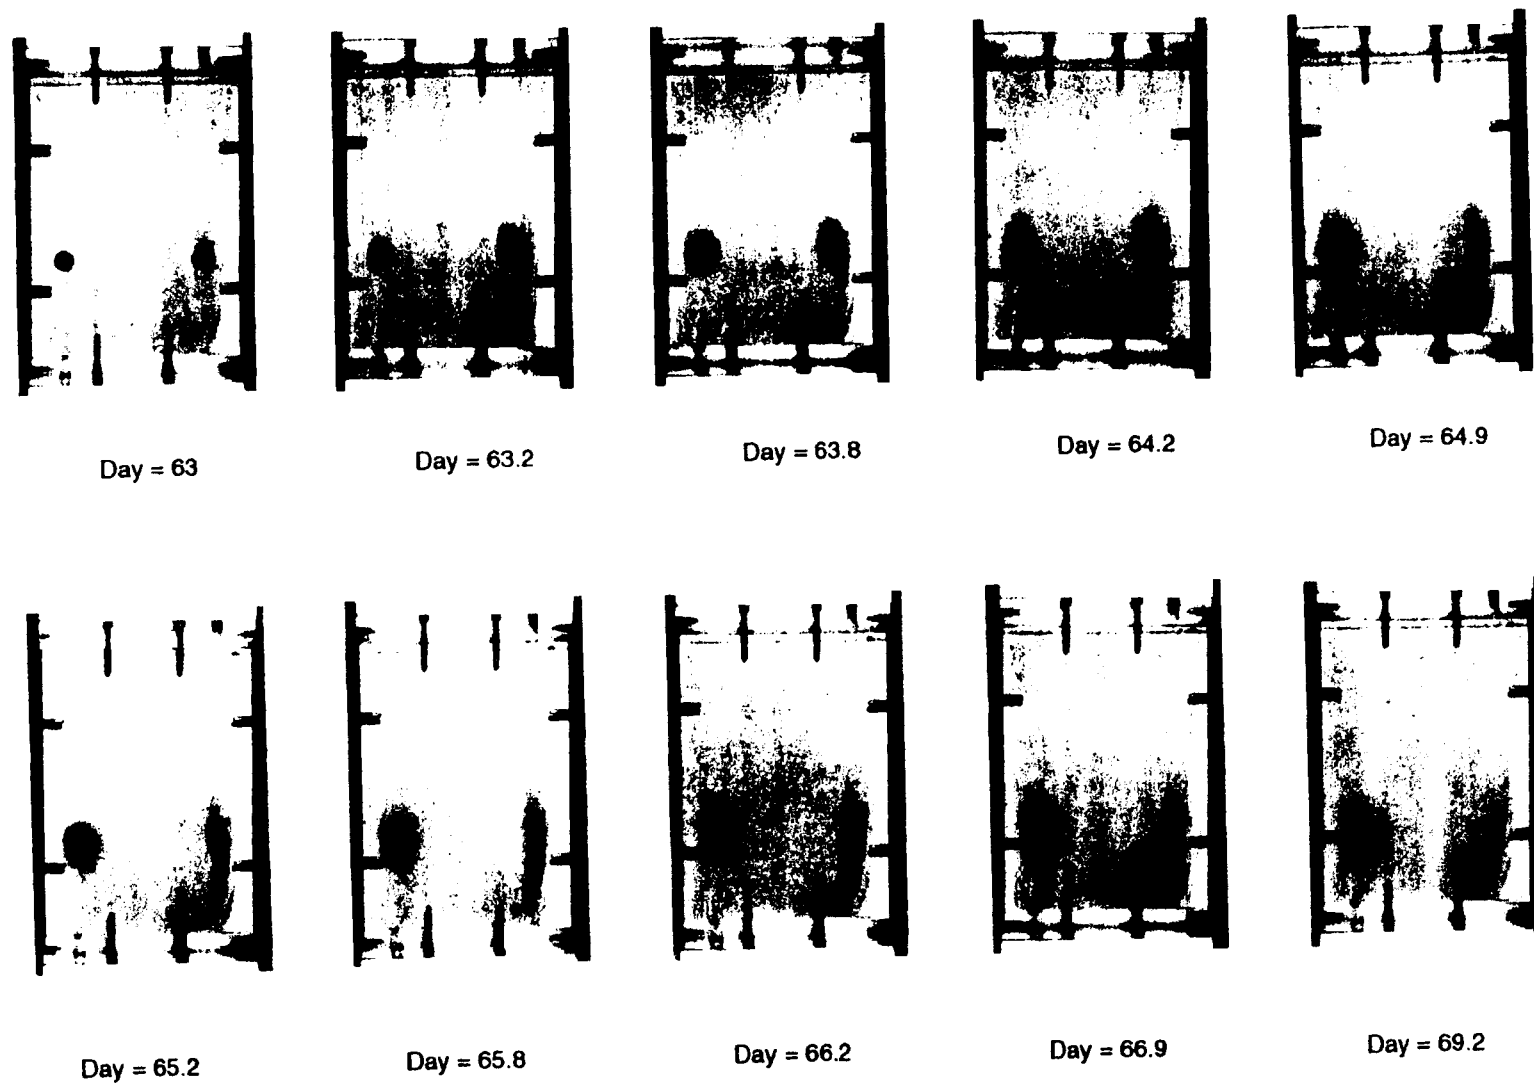 Day = 63
Day = 63.2
Day = 63.8
Day = 64.2
Day = 64.9
Day = 65.2
Day = 65.8
Day = 66.2
Day = 66.9
Day = 69.2